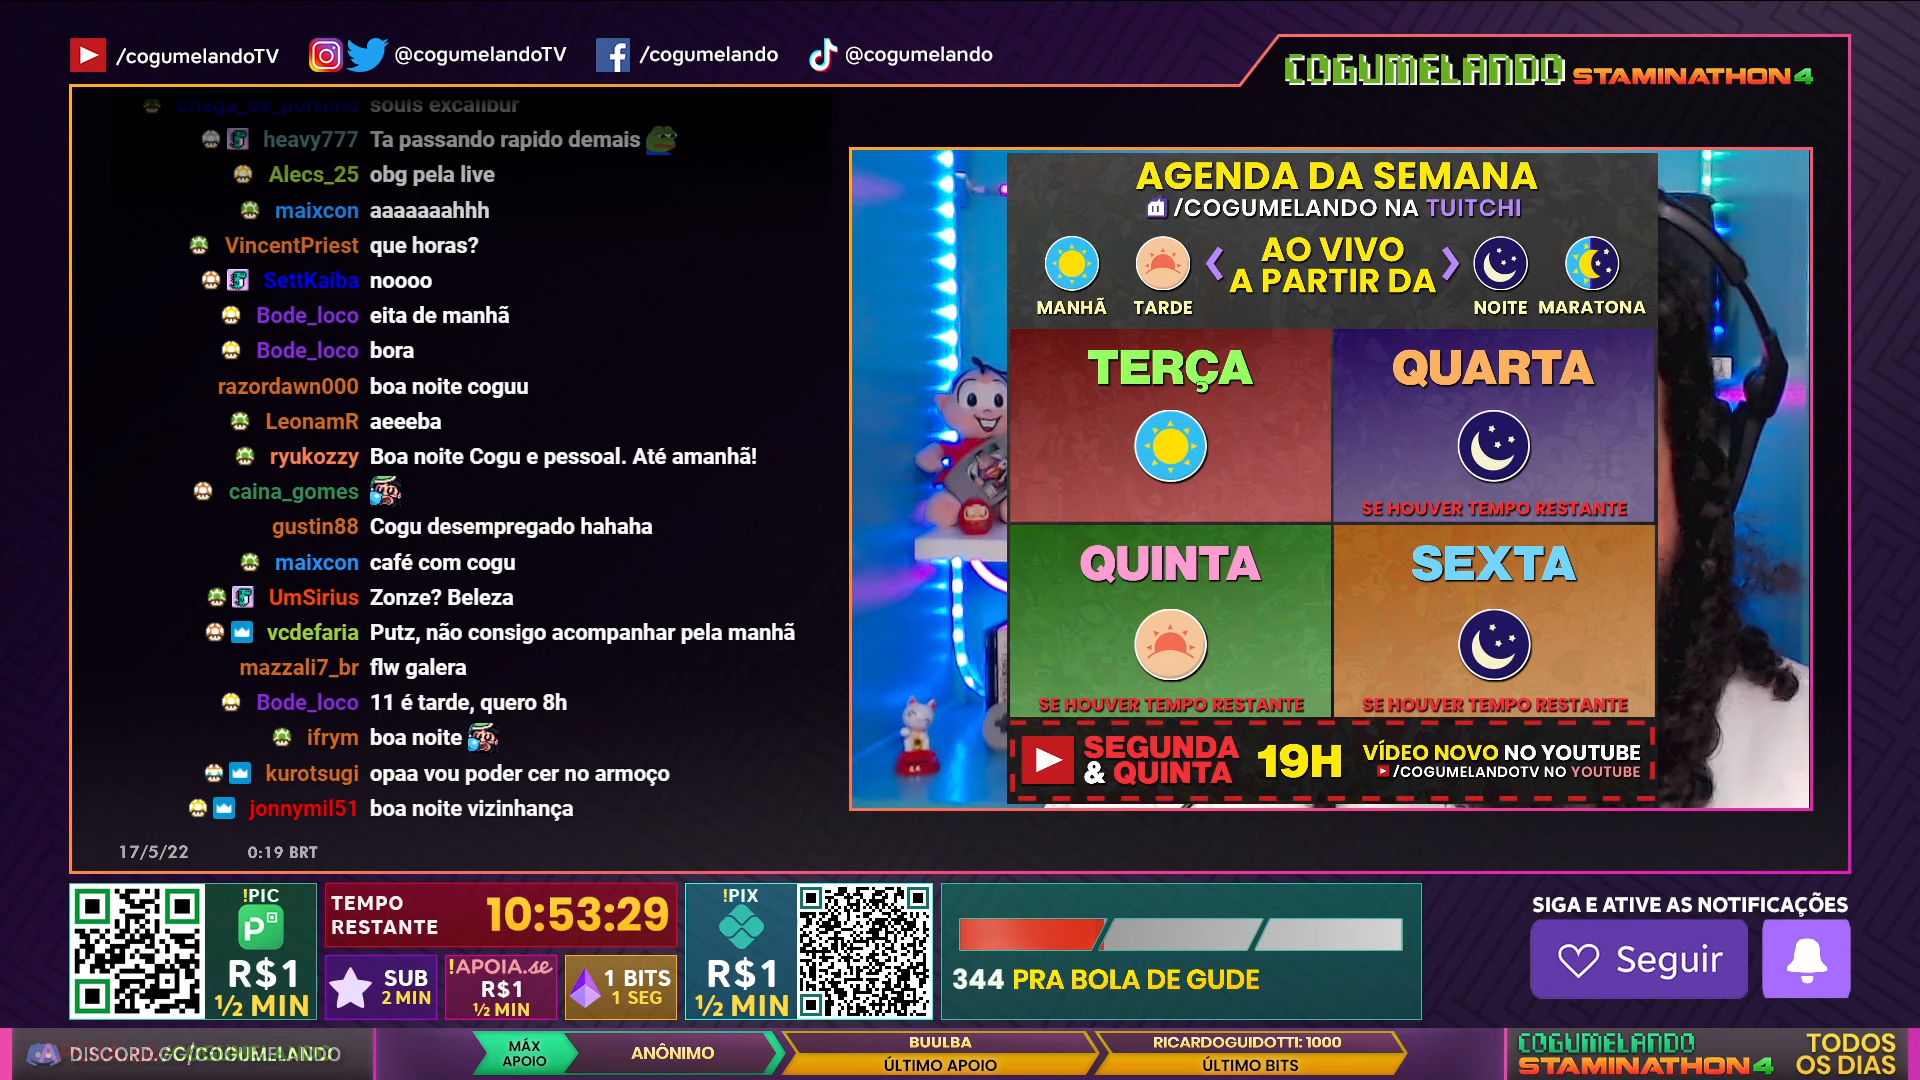 /cogumelandoTV
@cogumelandoTV
/cogumelando
@cogumelando
COGUMELANDO STAMINATHON 4
chega_de_polvilho souls excalibur
heavy777 Ta passando rapido demais
Alecs_25 obg pela live
maixcon aaaaaaahhh
VincentPriest que horas?
SettKaiba noooo
Bode_loco eita de manhã
Bode_loco bora
razordawn000 boa noite coguu
LeonamR aeeeba
ryukozzy Boa noite Cogu e pessoal. Até amanhã!
caina_gomes
gustin88 Cogu desempregado hahaha
maixcon café com cogu
UmSirius Zonze? Beleza
vcdefaria Putz, não consigo acompanhar pela manhã
mazzali7_br flw galera
Bode_loco 11 é tarde, quero 8h
ifrym boa noite
kurotsugi opaa vou poder cer no armoço
jonnymil51 boa noite vizinhança
17/5/22 0:19 BRT
AGENDA DA SEMANA
/COGUMELANDO NA TUITCHI
AO VIVO
A PARTIR DA
MANHÃ TARDE NOITE MARATONA
TERÇA
QUARTA
SE HOUVER TEMPO RESTANTE
QUINTA
SE HOUVER TEMPO RESTANTE
SEXTA
SE HOUVER TEMPO RESTANTE
SEGUNDA
& QUINTA
19H
VÍDEO NOVO NO YOUTUBE
/COGUMELANDOTV NO YOUTUBE
!PIC
R$1
½ MIN
TEMPO
RESTANTE
10:53:29
SUB
2 MIN
!APOIA.se
R$1
½ MIN
1 BITS
1 SEG
!PIX
R$1
½ MIN
344 PRA BOLA DE GUDE
SIGA E ATIVE AS NOTIFICAÇÕES
Seguir
DISCORD.GG/COGUMELANDO
MÁX
APOIO
ANÔNIMO
BUULBA
ÚLTIMO APOIO
RICARDOGUIDOTTI: 1000
ÚLTIMO BITS
COGUMELANDO
STAMINATHON 4
TODOS
OS DIAS